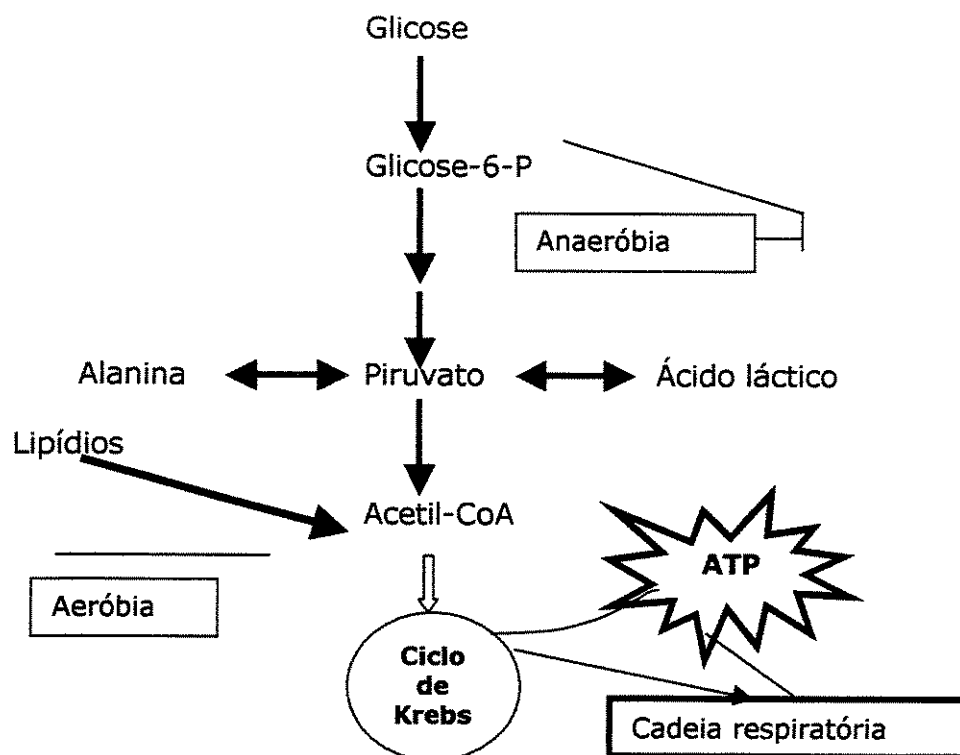 Glicose
Glicose-6-P
Anaeróbia
Alanina Piruvato Ácido láctico
Lipídios
Acetil-CoA
ATP
Aeróbia
Ciclo
de
Krebs
Cadeia respiratória